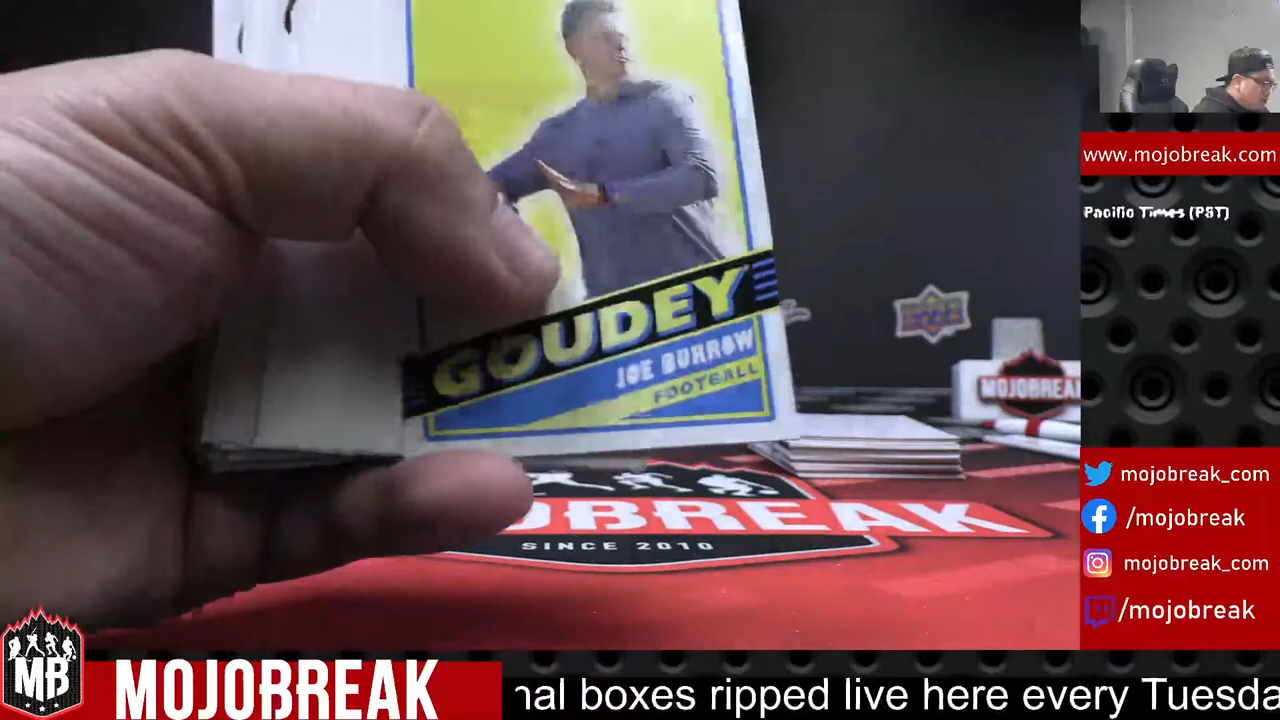 GOUDEY
JOE BURROW
FOOTBALL
MOJOBREAK
SINCE 2010
MOJOBREAK
www.mojobreak.com
Pacific Times (PST)
mojobreak_com
/mojobreak
mojobreak_com
/mojobreak
MB
MOJOBREAK
nal boxes ripped live here every Tuesda